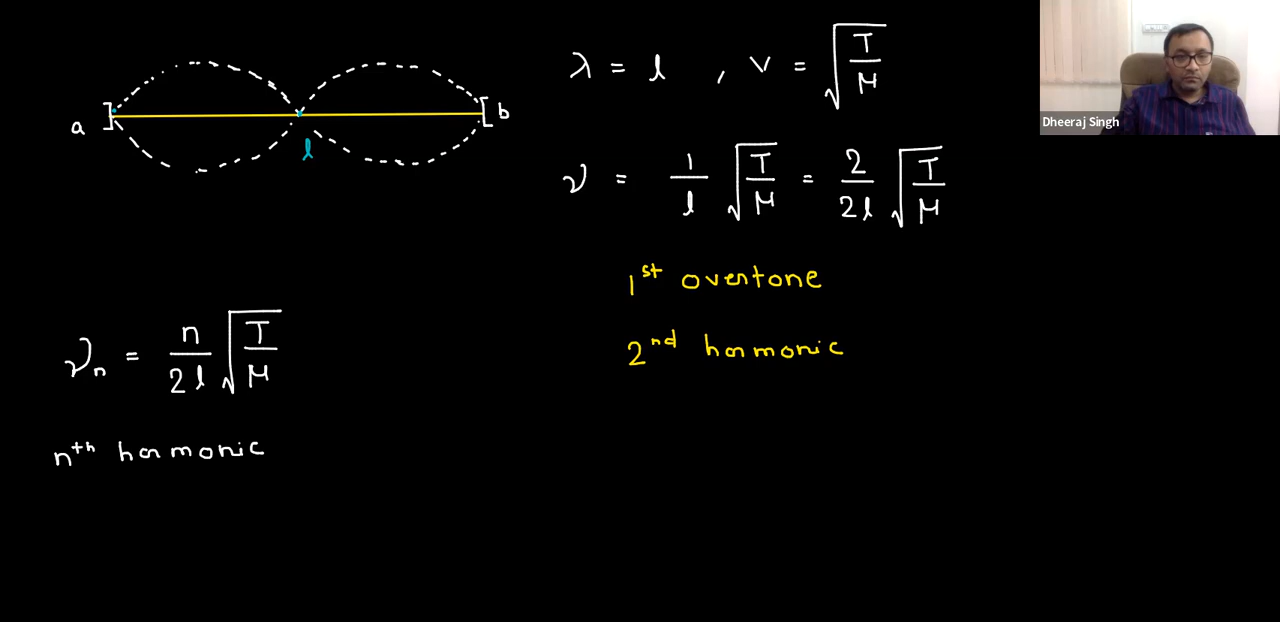 a
b
l
λ = l , v = √(T/μ)
ν = 1/l √(T/μ) = 2/2l √(T/μ)
1st overtone
2nd harmonic
νn = n/2l √(T/μ)
nth harmonic
Dheeraj Singh